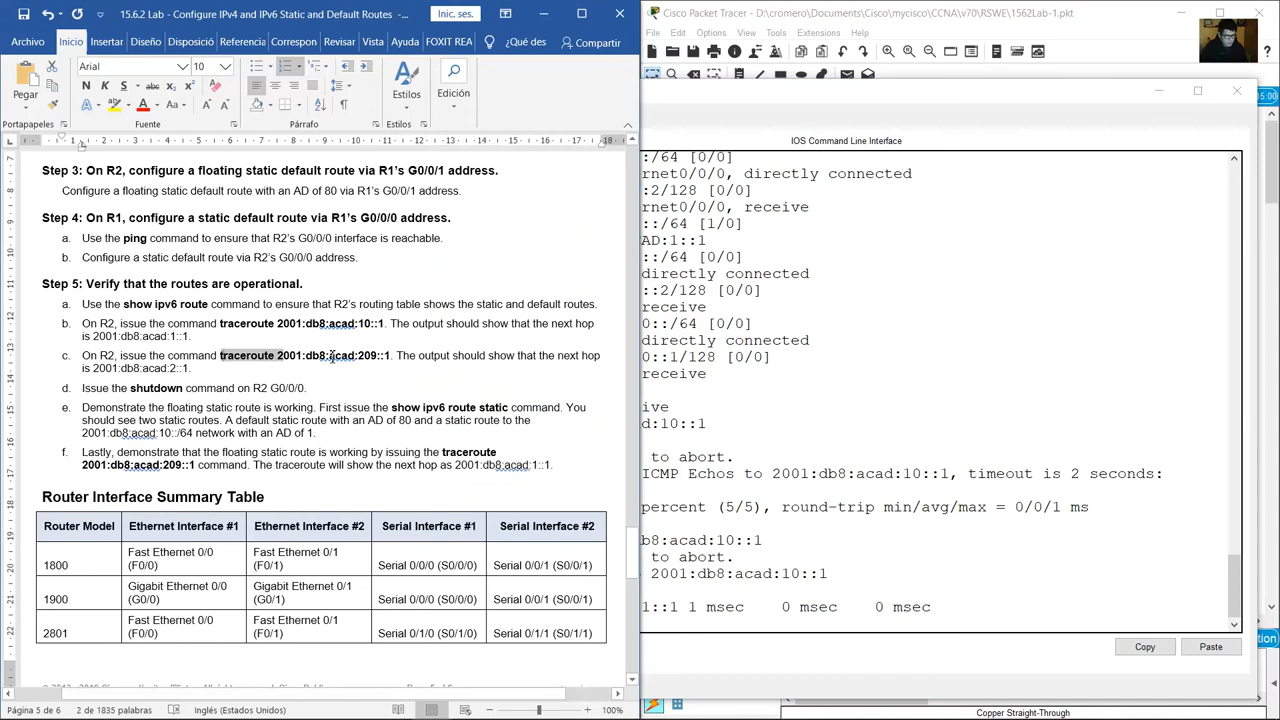 15.6.2 Lab - Configure IPv4 and IPv6 Static
Inic. ses.
Archivo Inicio Insertar Diseño Disposición Referencia Correspon Revisar Vista Ayuda FOXIT REA ¿Qué des Compartir
Pegar
Arial 10
Portapapeles Fuente Párrafo Estilos
Estilos
Edición
Step 3: On R2, configure a floating static default route via R1's G0/0/1 address.
Configure a floating static default route with an AD of 80 via R1's G0/0/1 address.
Step 4: On R1, configure a static default route via R1's G0/0/0 address.
a. Use the ping command to ensure that R2's G0/0/0 interface is reachable.
b. Configure a static default route via R2's G0/0/0 address.
Step 5: Verify that the routes are operational.
a. Use the show ipv6 route command to ensure that R2's routing table shows the static and default routes.
b. On R2, issue the command traceroute 2001:db8:acad:10::1. The output should show that the next hop
is 2001:db8:acad:1::1.
c. On R2, issue the command traceroute 2001:db8:acad:209::1. The output should show that the next hop
is 2001:db8:acad:2::1.
d. Issue the shutdown command on R2 G0/0/0.
e. Demonstrate the floating static route is working. First issue the show ipv6 route static command. You
should see two static routes. A default static route with an AD of 80 and a static route to the
2001:db8:acad:10::/64 network with an AD of 1.
f. Lastly, demonstrate that the floating static route is working by issuing the traceroute
2001:db8:acad:209::1 command. The traceroute will show the next hop as 2001:db8:acad:1::1.
Router Interface Summary Table
Router Model Ethernet Interface #1 Ethernet Interface #2 Serial Interface #1 Serial Interface #2
1800 Fast Ethernet 0/0 (F0/0) Fast Ethernet 0/1 (F0/1) Serial 0/0/0 (S0/0/0) Serial 0/0/1 (S0/0/1)
1900 Gigabit Ethernet 0/0 (G0/0) Gigabit Ethernet 0/1 (G0/1) Serial 0/0/0 (S0/0/0) Serial 0/0/1 (S0/0/1)
2801 Fast Ethernet 0/0 (F0/0) Fast Ethernet 0/1 (F0/1) Serial 0/1/0 (S0/1/0) Serial 0/1/1 (S0/1/1)
Página 5 de 6 2 de 1835 palabras Inglés (Estados Unidos) 100%
Cisco Packet Tracer - D:\cromero\Documents\Cisco\mycisco\CCNA\v70\RSWE\1562Lab-1.pkt
File Edit Options View Tools Extensions Help
15:00
IOS Command Line Interface
::/64 [0/0]
rnet0/0/0, directly connected
:2/128 [0/0]
ernet0/0/0, receive
::/64 [1/0]
AD:1::1
::/64 [0/0]
directly connected
::2/128 [0/0]
receive
0::/64 [0/0]
directly connected
0::1/128 [0/0]
receive
ive
d:10::1
to abort.
ICMP Echos to 2001:db8:acad:10::1, timeout is 2 seconds:
percent (5/5), round-trip min/avg/max = 0/0/1 ms
b8:acad:10::1
to abort.
2001:db8:acad:10::1
1::1 1 msec 0 msec 0 msec
Copy Paste
Copper Straight-Through